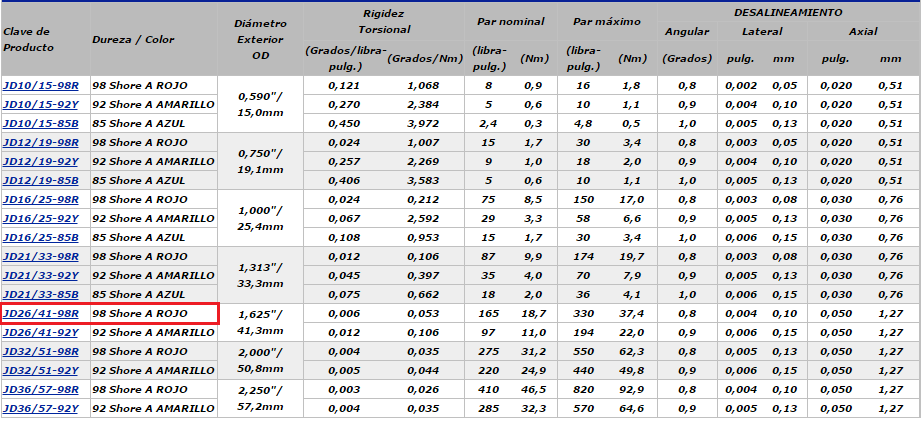 Clave de Producto Dureza / Color Diámetro Exterior OD Rigidez Torsional Par nominal Par máximo DESALINEAMIENTO
Angular Lateral Axial
(Grados/libra-pulg.) (Grados/Nm) (libra-pulg.) (Nm) (libra-pulg.) (Nm) (Grados) pulg. mm pulg. mm
JD10/15-98R 98 Shore A ROJO 0,590"/ 15,0mm 0,121 1,068 8 0,9 16 1,8 0,8 0,002 0,05 0,020 0,51
JD10/15-92Y 92 Shore A AMARILLO 0,270 2,384 5 0,6 10 1,1 0,9 0,004 0,10 0,020 0,51
JD10/15-85B 85 Shore A AZUL 0,450 3,972 2,4 0,3 4,8 0,5 1,0 0,005 0,13 0,020 0,51
JD12/19-98R 98 Shore A ROJO 0,750"/ 19,1mm 0,024 1,007 15 1,7 30 3,4 0,8 0,003 0,05 0,020 0,51
JD12/19-92Y 92 Shore A AMARILLO 0,257 2,269 9 1,0 18 2,0 0,9 0,004 0,10 0,020 0,51
JD12/19-85B 85 Shore A AZUL 0,406 3,583 5 0,6 10 1,1 1,0 0,005 0,13 0,020 0,51
JD16/25-98R 98 Shore A ROJO 1,000"/ 25,4mm 0,024 0,212 75 8,5 150 17,0 0,8 0,003 0,08 0,030 0,76
JD16/25-92Y 92 Shore A AMARILLO 0,067 2,592 29 3,3 58 6,6 0,9 0,005 0,13 0,030 0,76
JD16/25-85B 85 Shore A AZUL 0,108 0,953 15 1,7 30 3,4 1,0 0,006 0,15 0,030 0,76
JD21/33-98R 98 Shore A ROJO 1,313"/ 33,3mm 0,012 0,106 87 9,9 174 19,7 0,8 0,003 0,08 0,030 0,76
JD21/33-92Y 92 Shore A AMARILLO 0,045 0,397 35 4,0 70 7,9 0,9 0,005 0,13 0,030 0,76
JD21/33-85B 85 Shore A AZUL 0,075 0,662 18 2,0 36 4,1 1,0 0,006 0,15 0,030 0,76
JD26/41-98R 98 Shore A ROJO 1,625"/ 41,3mm 0,006 0,053 165 18,7 330 37,4 0,8 0,004 0,10 0,050 1,27
JD26/41-92Y 92 Shore A AMARILLO 0,012 0,106 97 11,0 194 22,0 0,9 0,006 0,15 0,050 1,27
JD32/51-98R 98 Shore A ROJO 2,000"/ 50,8mm 0,004 0,035 275 31,2 550 62,3 0,8 0,005 0,13 0,050 1,27
JD32/51-92Y 92 Shore A AMARILLO 0,005 0,044 220 24,9 440 49,8 0,9 0,006 0,15 0,050 1,27
JD36/57-98R 98 Shore A ROJO 2,250"/ 57,2mm 0,003 0,026 410 46,5 820 92,9 0,8 0,004 0,10 0,050 1,27
JD36/57-92Y 92 Shore A AMARILLO 0,004 0,035 285 32,3 570 64,6 0,9 0,005 0,13 0,050 1,27